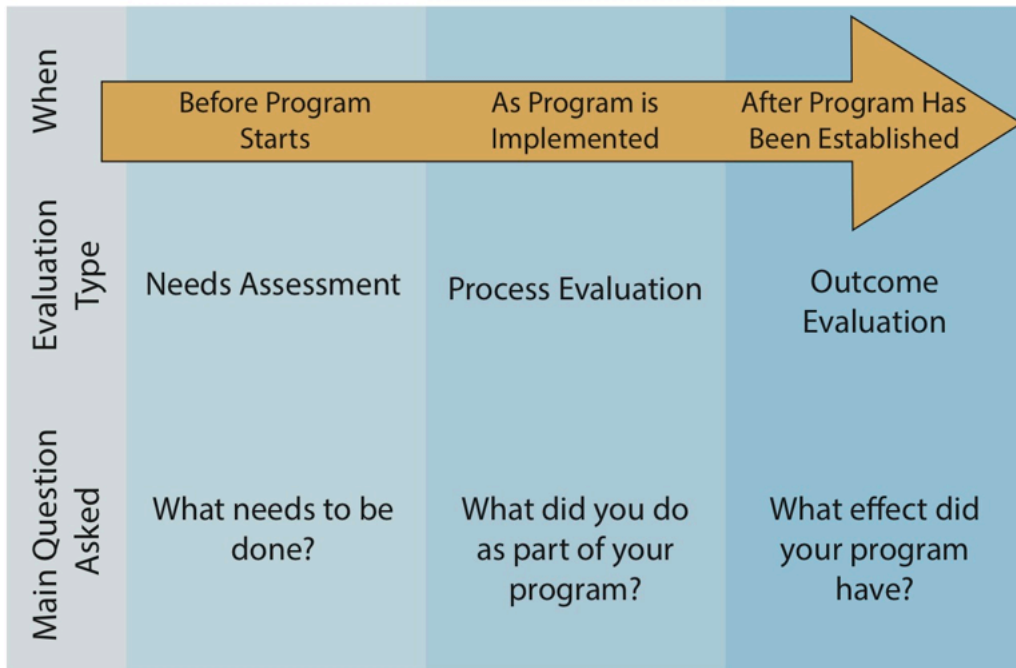 When
Before Program
Starts
As Program is
Implemented
After Program Has
Been Established
Evaluation
Type
Needs Assessment
Process Evaluation
Outcome
Evaluation
Main Question
Asked
What needs to be
done?
What did you do
as part of your
program?
What effect did
your program
have?